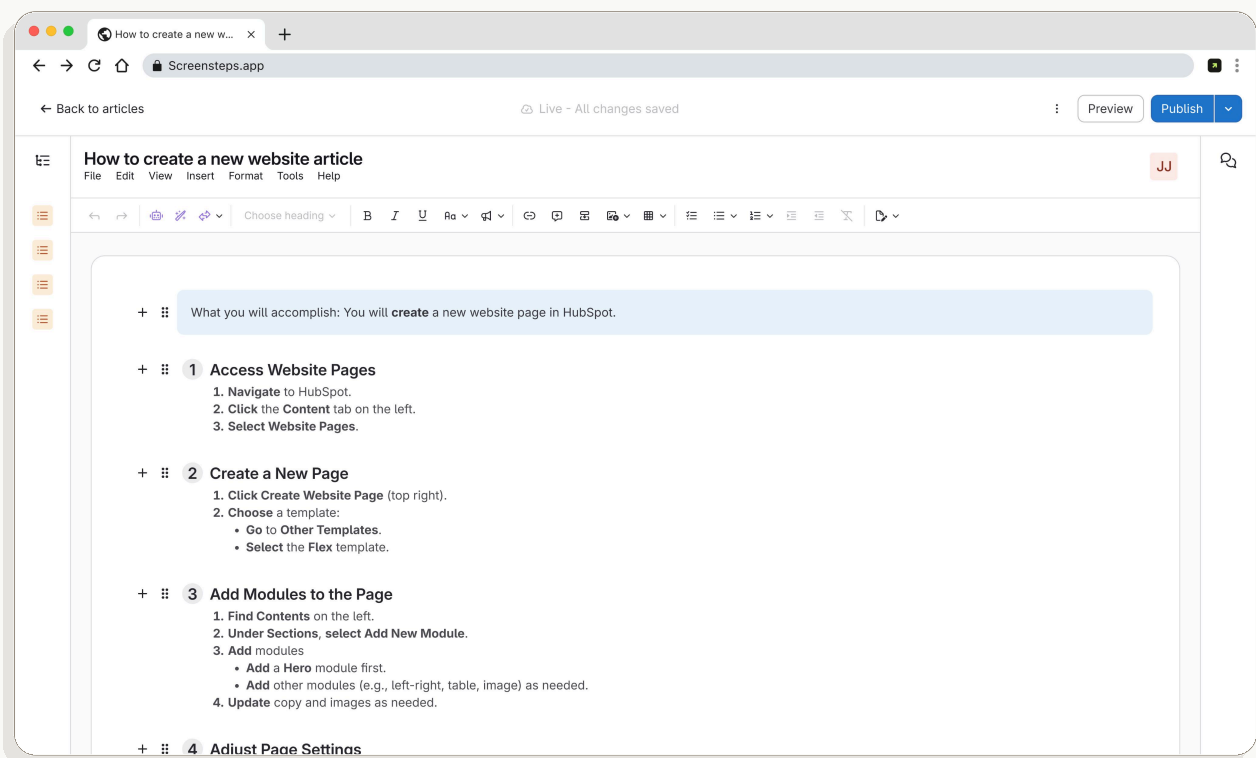 How to create a new w...
Screensteps.app
Back to articles
Live - All changes saved
Preview
Publish
How to create a new website article
File Edit View Insert Format Tools Help
JJ
Choose heading
B I U Aa
What you will accomplish: You will create a new website page in HubSpot.
1 Access Website Pages
1. Navigate to HubSpot.
2. Click the Content tab on the left.
3. Select Website Pages.
2 Create a New Page
1. Click Create Website Page (top right).
2. Choose a template:
• Go to Other Templates.
• Select the Flex template.
3 Add Modules to the Page
1. Find Contents on the left.
2. Under Sections, select Add New Module.
3. Add modules
• Add a Hero module first.
• Add other modules (e.g., left-right, table, image) as needed.
4. Update copy and images as needed.
4 Adjust Page Settings